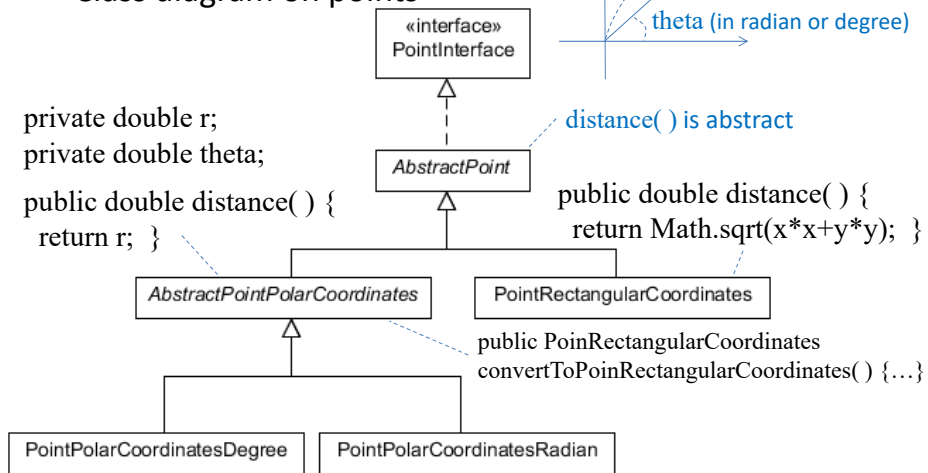 «interface»
PointInterface
theta (in radian or degree)
private double r;
private double theta;
distance( ) is abstract
AbstractPoint
public double distance( ) {
return r;  }
public double distance( ) {
return Math.sqrt(x*x+y*y);  }
AbstractPointPolarCoordinates
PointRectangularCoordinates
public PoinRectangularCoordinates
convertToPoinRectangularCoordinates( ) {…}
PointPolarCoordinatesDegree
PointPolarCoordinatesRadian